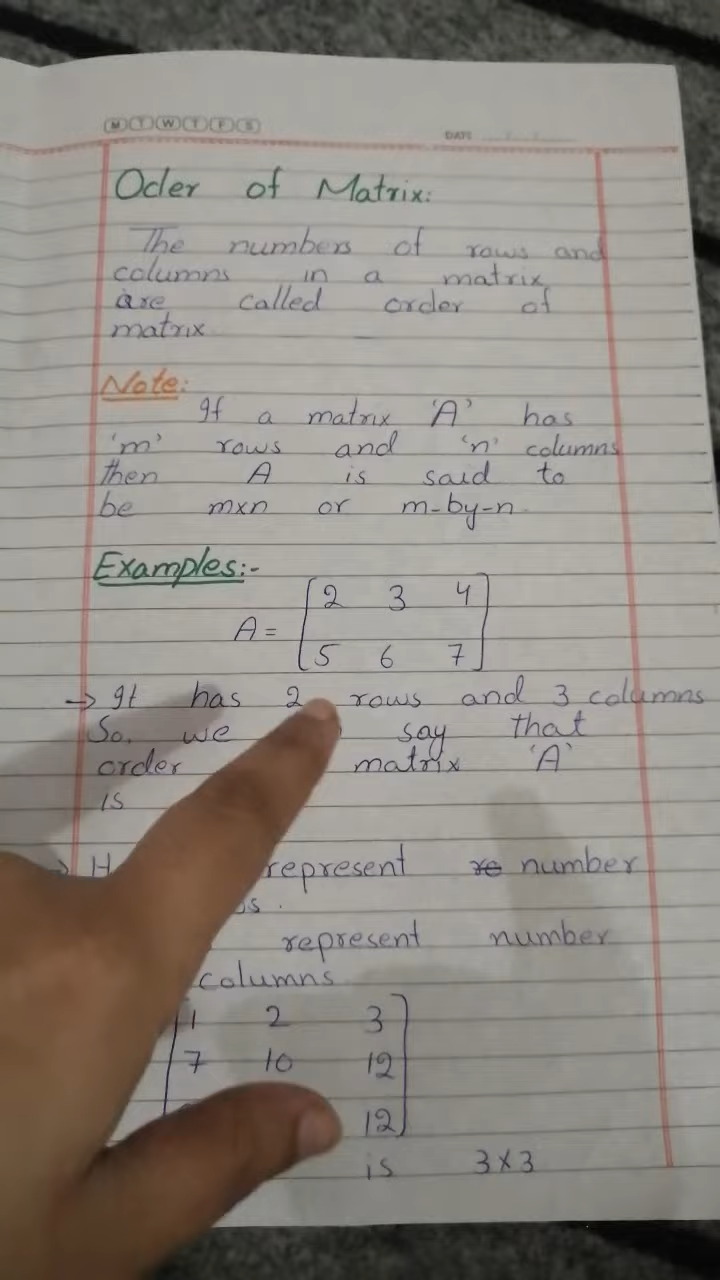 M T W T F S
DATE
Oder of Matrix:
The numbers of rows and
columns in a matrix
are called order of
matrix
Note:
If a matrix 'A' has
'm' rows and 'n' columns
then A is said to
be mxn or m-by-n.
Examples:-
2 3 4
A =
5 6 7
→ It has 2 rows and 3 columns
So, we say that
order matrix 'A'
is
represent number
represent number
columns
1 2 3
7 10 12
12
is 3x3